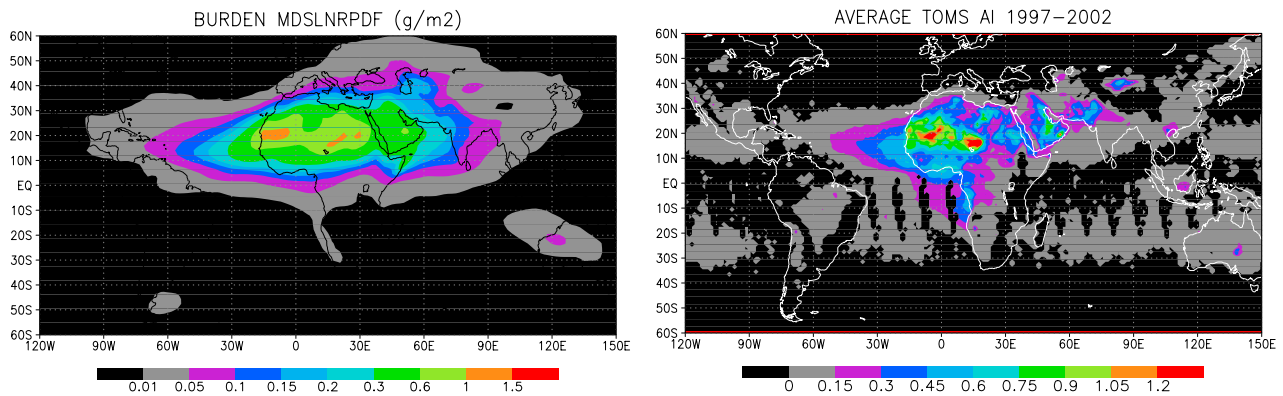 BURDEN MDSLNRPDF (g/m2)
60N
50N
40N
30N
20N
10N
EQ
10S
20S
30S
40S
50S
60S
120W 90W 60W 30W 0 30E 60E 90E 120E 150E
0.01 0.05 0.1 0.15 0.2 0.3 0.6 1 1.5
AVERAGE TOMS AI 1997-2002
60N
50N
40N
30N
20N
10N
EQ
10S
20S
30S
40S
50S
60S
120W 90W 60W 30W 0 30E 60E 90E 120E 150E
0 0.15 0.3 0.45 0.6 0.75 0.9 1.05 1.2